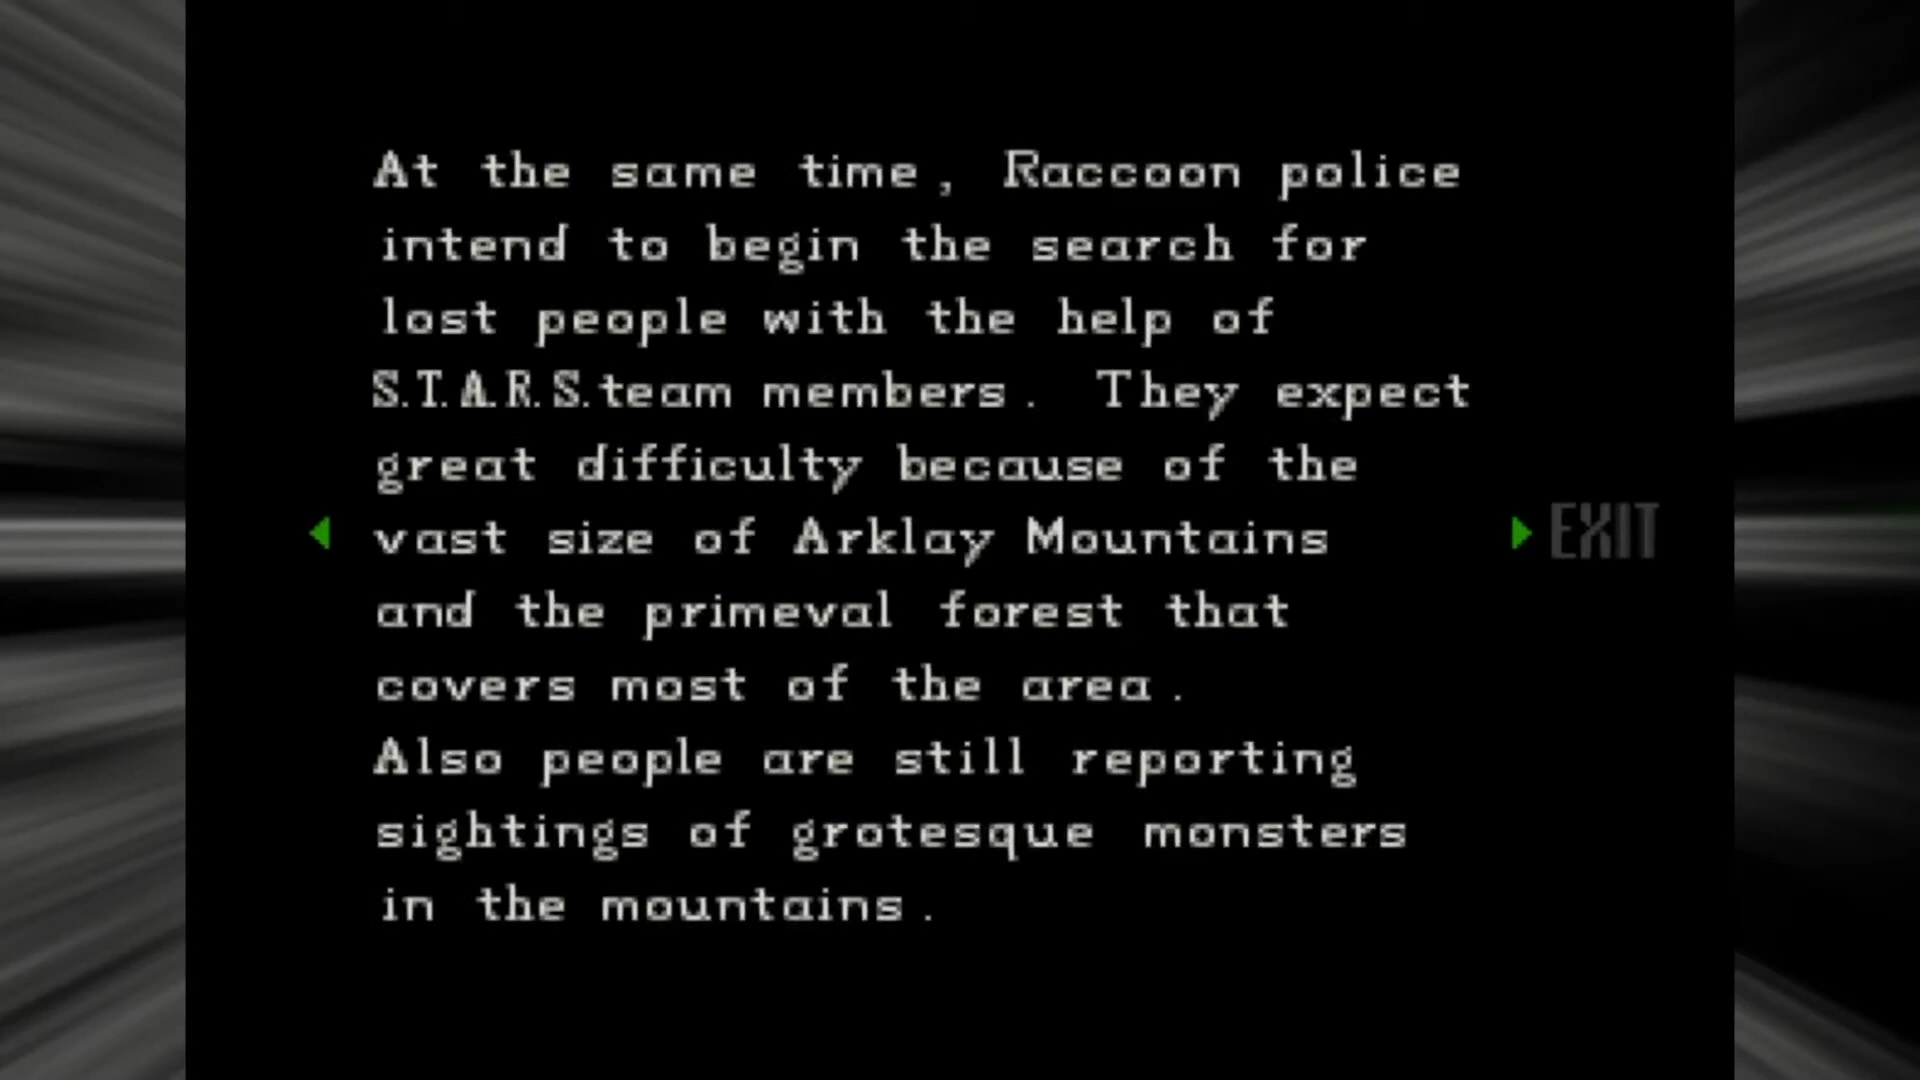 At the same time, Raccoon police
intend to begin the search for
lost people with the help of
S.T.A.R.S.team members. They expect
great difficulty because of the
vast size of Arklay Mountains
and the primeval forest that
covers most of the area.
Also people are still reporting
sightings of grotesque monsters
in the mountains.
EXIT